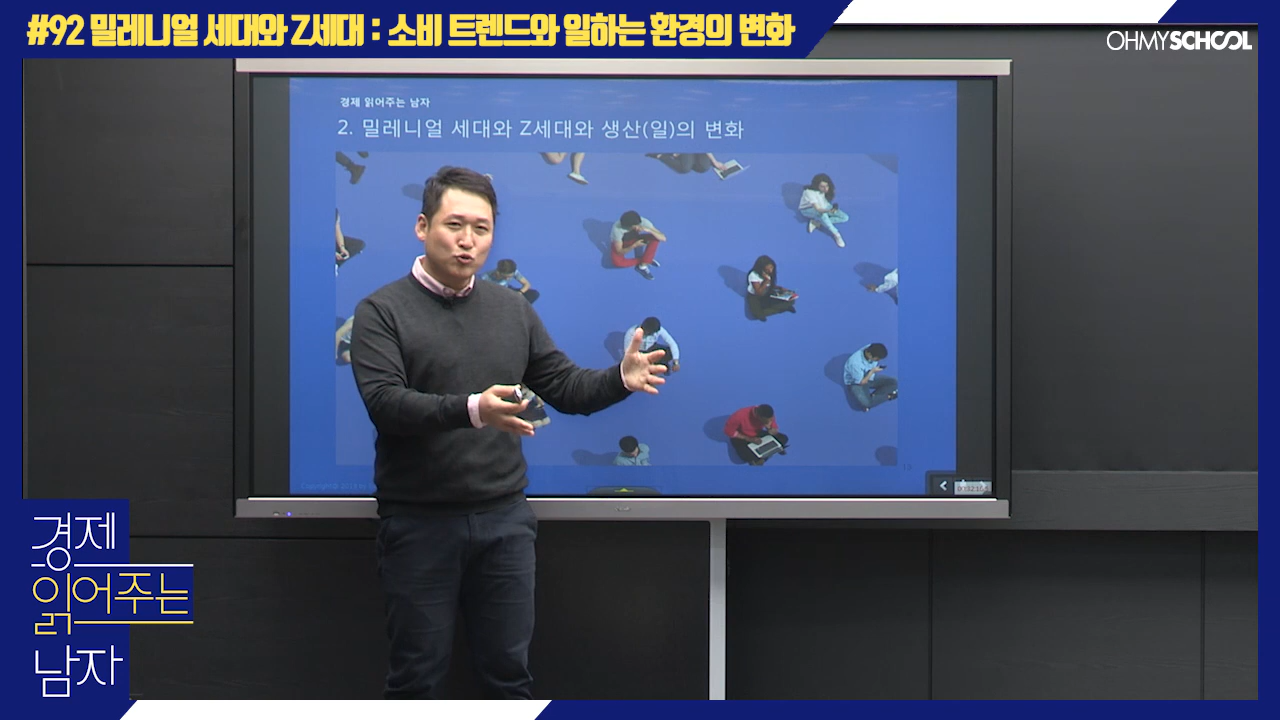 #92 밀레니얼 세대와 Z세대 : 소비 트렌드와 일하는 환경의 변화
OHMYSCHOOL
경제 읽어주는 남자
2. 밀레니얼 세대와 Z세대와 생산(일)의 변화
13
경제
읽어주는
남자